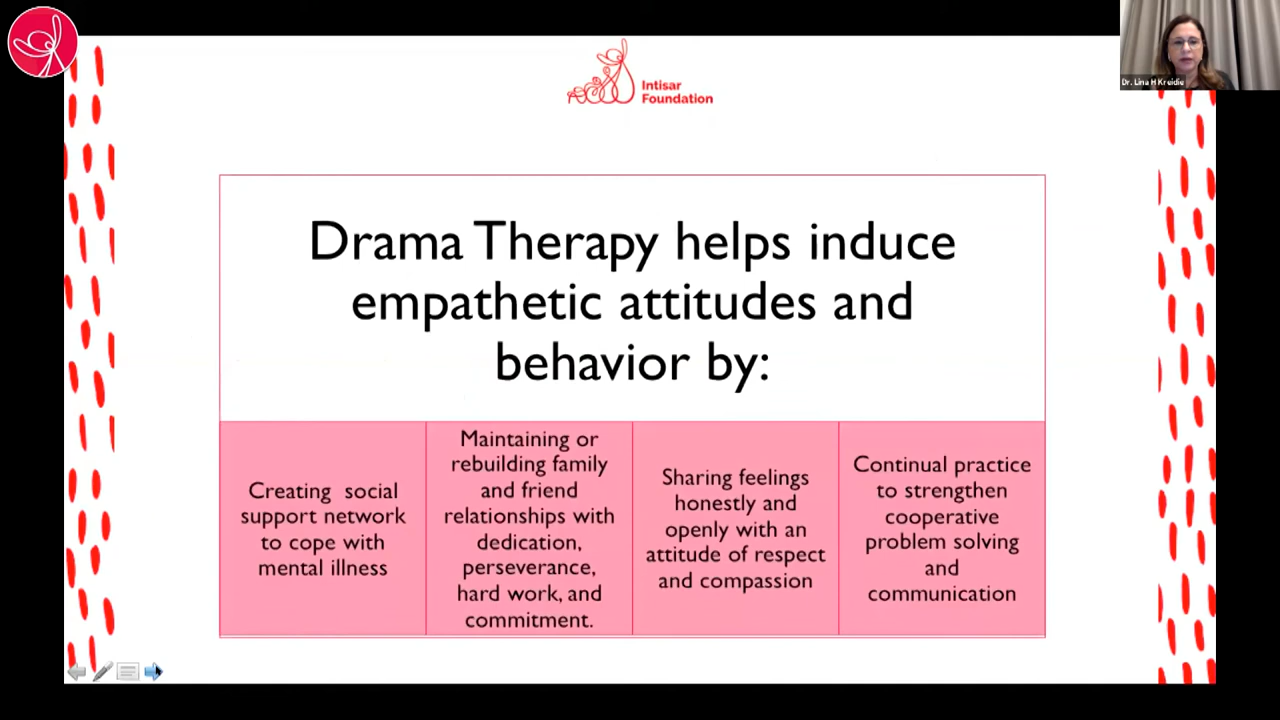 Intisar
Foundation
Dr. Lina H Kreidie
Drama Therapy helps induce
empathetic attitudes and
behavior by:
Creating social
support network
to cope with
mental illness
Maintaining or
rebuilding family
and friend
relationships with
dedication,
perseverance,
hard work, and
commitment.
Sharing feelings
honestly and
openly with an
attitude of respect
and compassion
Continual practice
to strengthen
cooperative
problem solving
and
communication